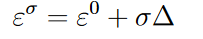 ε^σ = ε^0 + σΔ